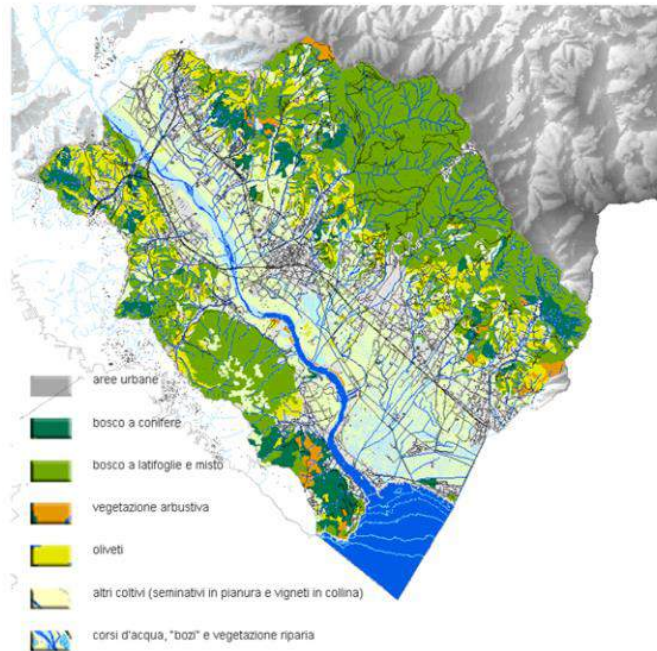 aree urbane
bosco a conifere
bosco a latifoglie e misto
vegetazione arbustiva
oliveti
altri coltivi (seminativi in pianura e vigneti in collina)
corsi d'acqua, "bozi" e vegetazione riparia